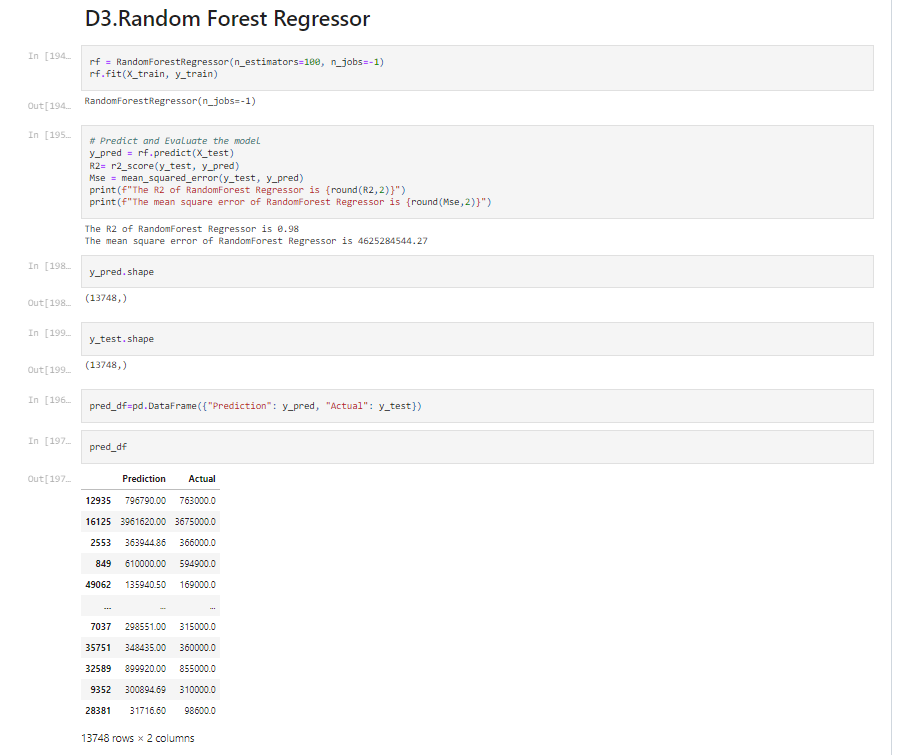 D3.Random Forest Regressor
In [194…
rf = RandomForestRegressor(n_estimators=100, n_jobs=-1)
rf.fit(X_train, y_train)
Out[194…
RandomForestRegressor(n_jobs=-1)
In [195…
# Predict and Evaluate the model
y_pred = rf.predict(X_test)
R2= r2_score(y_test, y_pred)
Mse = mean_squared_error(y_test, y_pred)
print(f"The R2 of RandomForest Regressor is {round(R2,2)}")
print(f"The mean square error of RandomForest Regressor is {round(Mse,2)}")
The R2 of RandomForest Regressor is 0.98
The mean square error of RandomForest Regressor is 4625284544.27
In [198…
y_pred.shape
Out[198…
(13748,)
In [199…
y_test.shape
Out[199…
(13748,)
In [196…
pred_df=pd.DataFrame({"Prediction": y_pred, "Actual": y_test})
In [197…
pred_df
Out[197…
Prediction Actual
12935 796790.00 763000.0
16125 3961620.00 3675000.0
2553 363944.86 366000.0
849 610000.00 594900.0
49062 135940.50 169000.0
... ... ...
7037 298551.00 315000.0
35751 348435.00 360000.0
32589 899920.00 855000.0
9352 300894.69 310000.0
28381 31716.60 98600.0
13748 rows × 2 columns